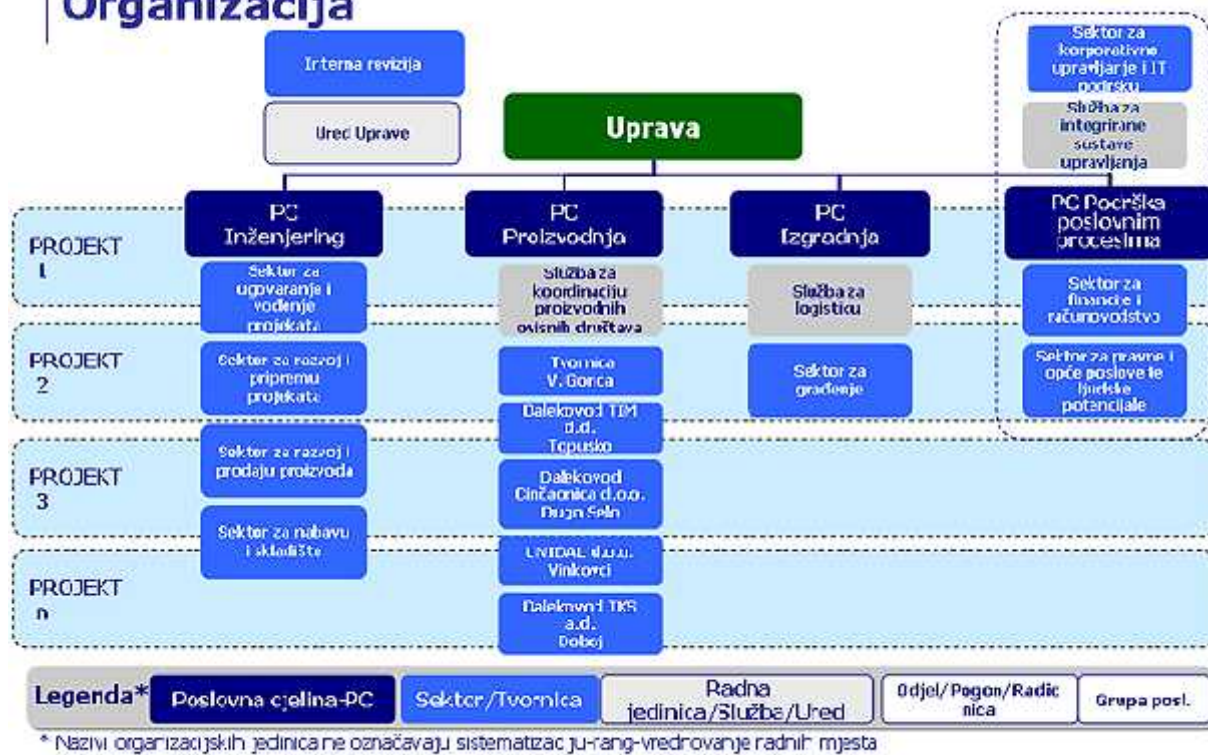 Organizacija
Interna revizija
Ured Uprave
Uprava
Sektor za
korporativno
upravljanje i IT
podršku
Služba za
integrirane
sustave
upravljanja
PC
Inženjering
PC
Proizvodnja
PC
Izgradnja
PC Podrška
poslovnim
procesima
PROJEKT
1
Sektor za
ugovaranje i
vođenje
projekata
Služba za
koordinaciju
proizvodnih
ovisnih društava
Služba za
logistiku
Sektor za
financije i
računovodstvo
PROJEKT
2
Sektor za razvoj i
pripremu
projekata
Tvornica
V. Gorica
Dalekovod TIM
d.d.
Topusko
Sektor za
građenje
Sektor za pravne i
opće poslove te
ljudske
potencijale
PROJEKT
3
Sektor za razvoj i
prodaju proizvoda
Dalekovod
Cinčaonica d.o.o.
Dugo Selo
Sektor za nabavu
i skladište
PROJEKT
n
UNIDAL d.o.o.
Vinkovci
Dalekovod TKS
a.d.
Doboj
Legenda*
Poslovna cjelina-PC
Sektor/Tvornica
Radna
jedinica/Služba/Ured
Odjel/Pogon/Radio
nica
Grupa posl.
* Nazivi organizacijskih jedinica ne označavaju sistematizaciju-rang-vrednovanje radnih mjesta